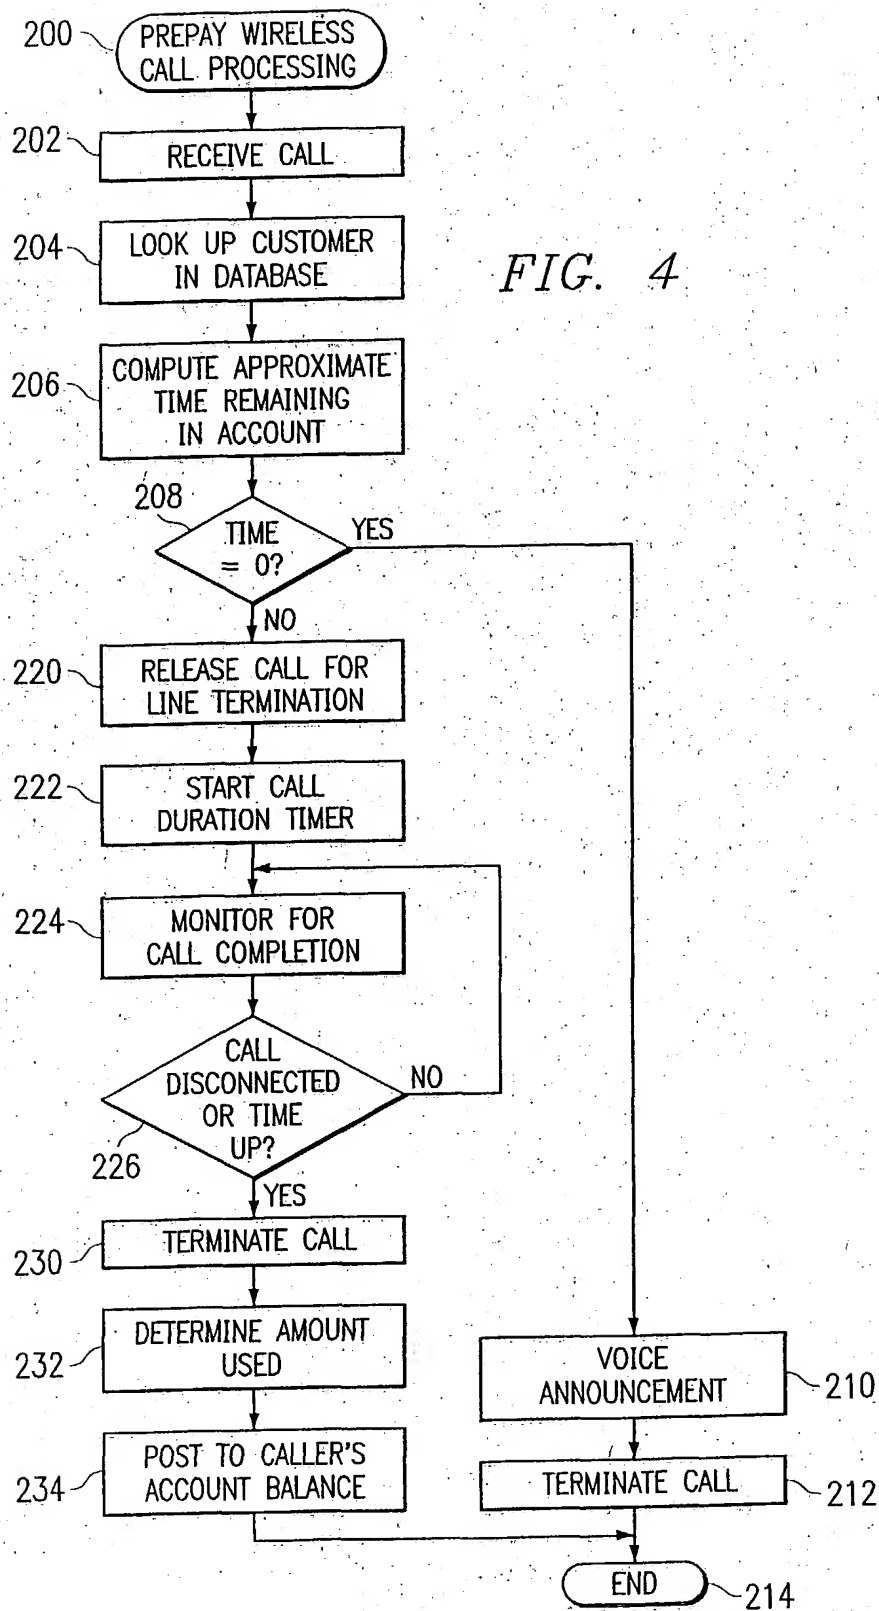 200
PREPAY WIRELESS
CALL PROCESSING
202
RECEIVE CALL
204
LOOK UP CUSTOMER
IN DATABASE
FIG. 4
206
COMPUTE APPROXIMATE
TIME REMAINING
IN ACCOUNT
208
TIME
= 0?
YES
NO
220
RELEASE CALL FOR
LINE TERMINATION
222
START CALL
DURATION TIMER
224
MONITOR FOR
CALL COMPLETION
CALL
DISCONNECTED
OR TIME
UP?
NO
226
YES
230
TERMINATE CALL
232
DETERMINE AMOUNT
USED
234
POST TO CALLER'S
ACCOUNT BALANCE
VOICE
ANNOUNCEMENT
210
TERMINATE CALL
212
END
214